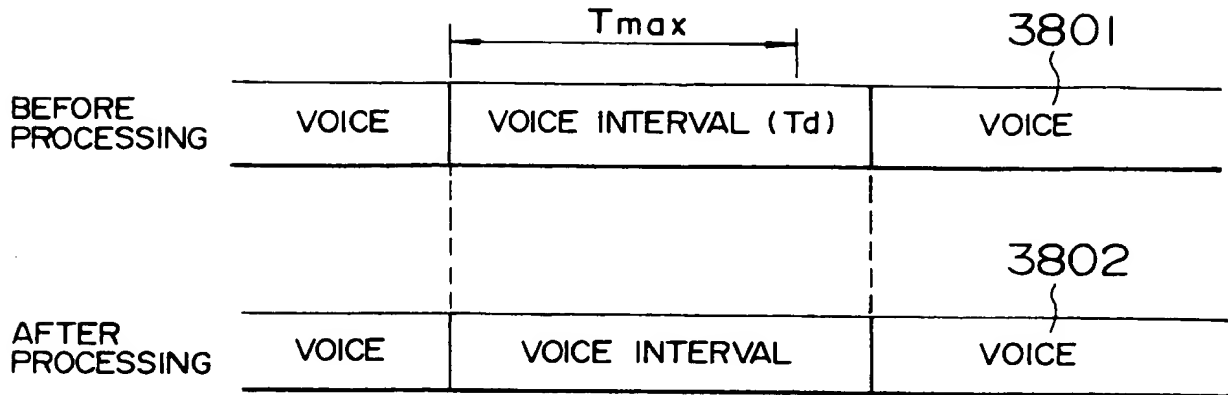 Tmax
3801
BEFORE
PROCESSING
VOICE
VOICE INTERVAL (Td)
VOICE
3802
AFTER
PROCESSING
VOICE
VOICE INTERVAL
VOICE